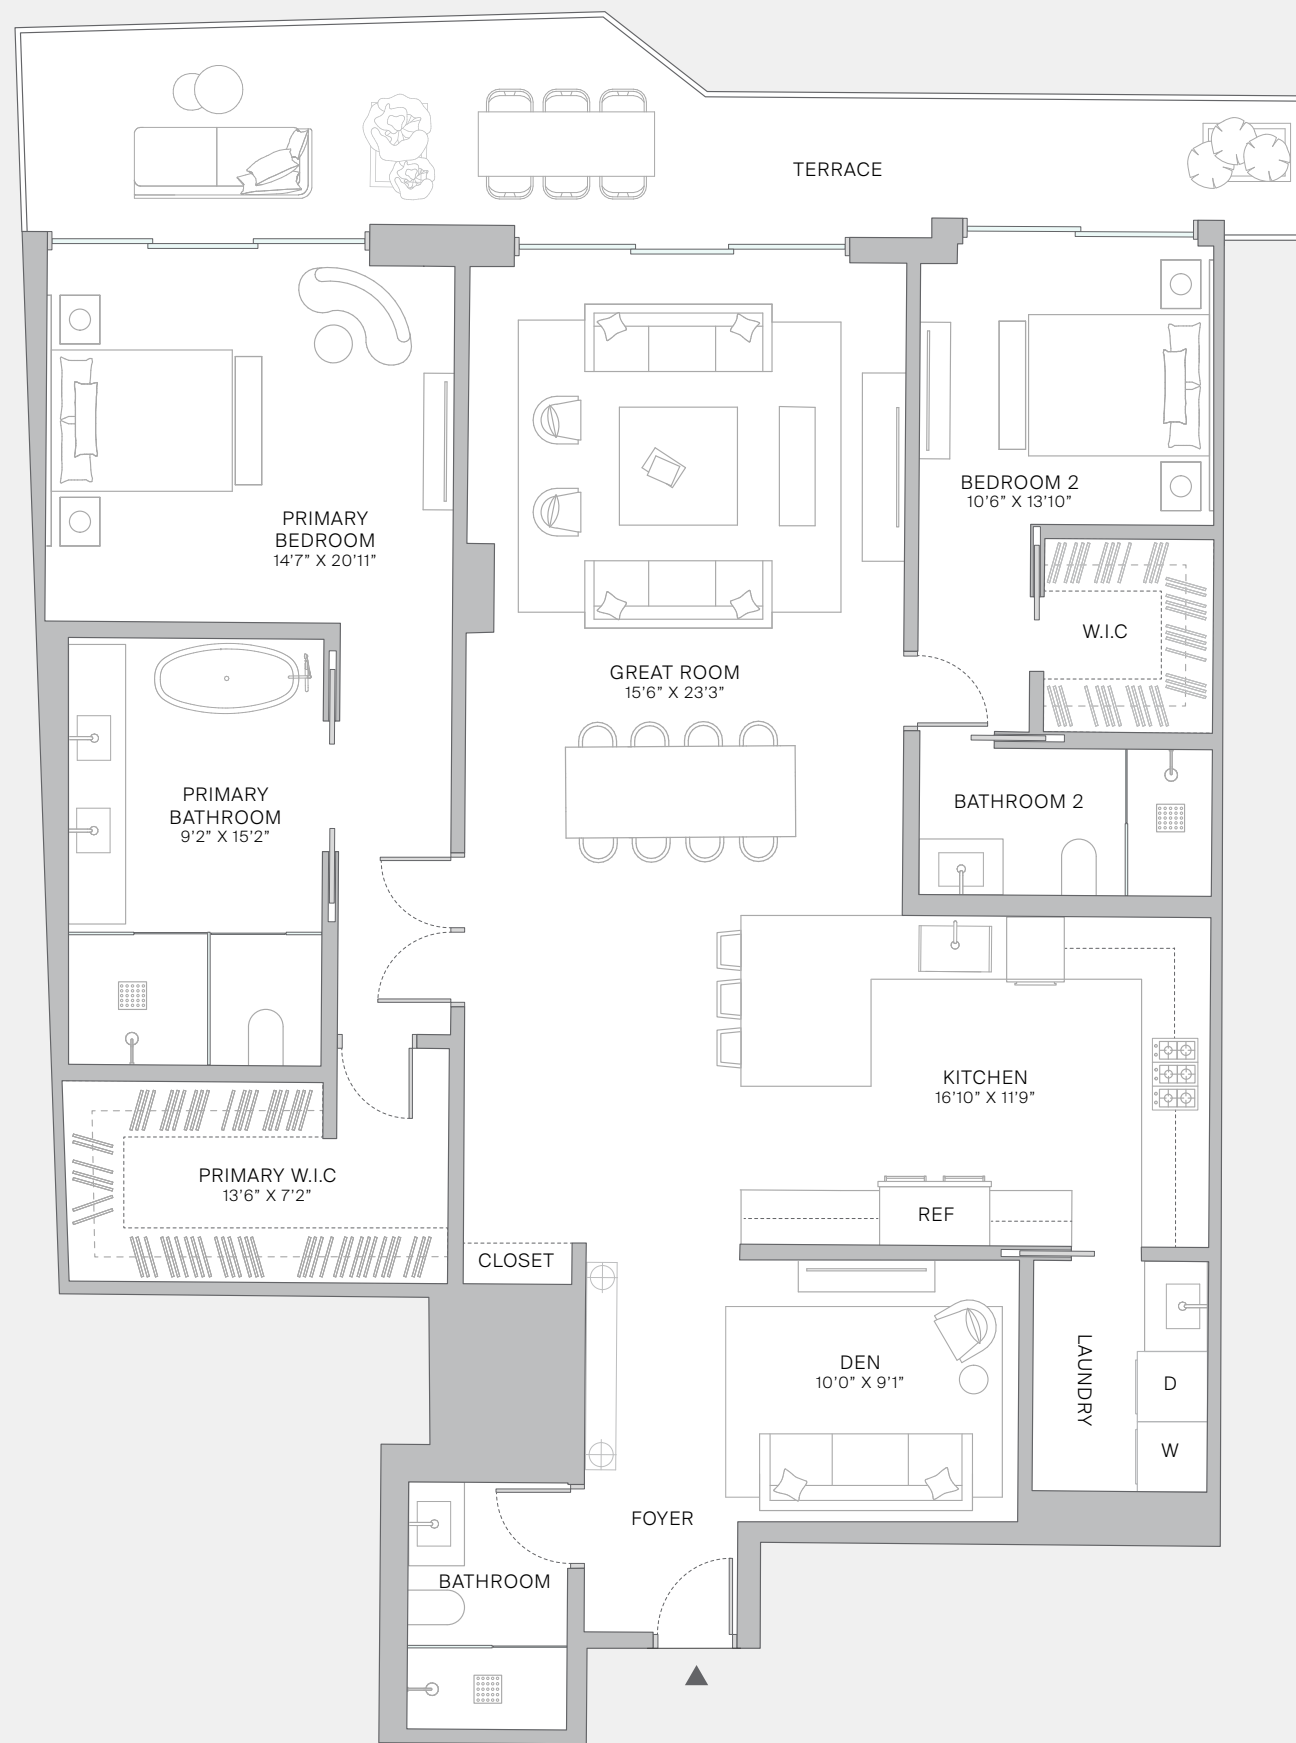 TERRACE
PRIMARY
BEDROOM
14’7” X 20’11”
BEDROOM 2
10’6” X 13’10”
W.I.C
GREAT ROOM
15’6” X 23’3”
PRIMARY
BATHROOM
9’2” X 15’2”
BATHROOM 2
KITCHEN
16’10” X 11’9”
PRIMARY W.I.C
13’6” X 7’2”
REF
CLOSET
DEN
10’0” X 9’1”
LAUNDRY
D
W
FOYER
BATHROOM